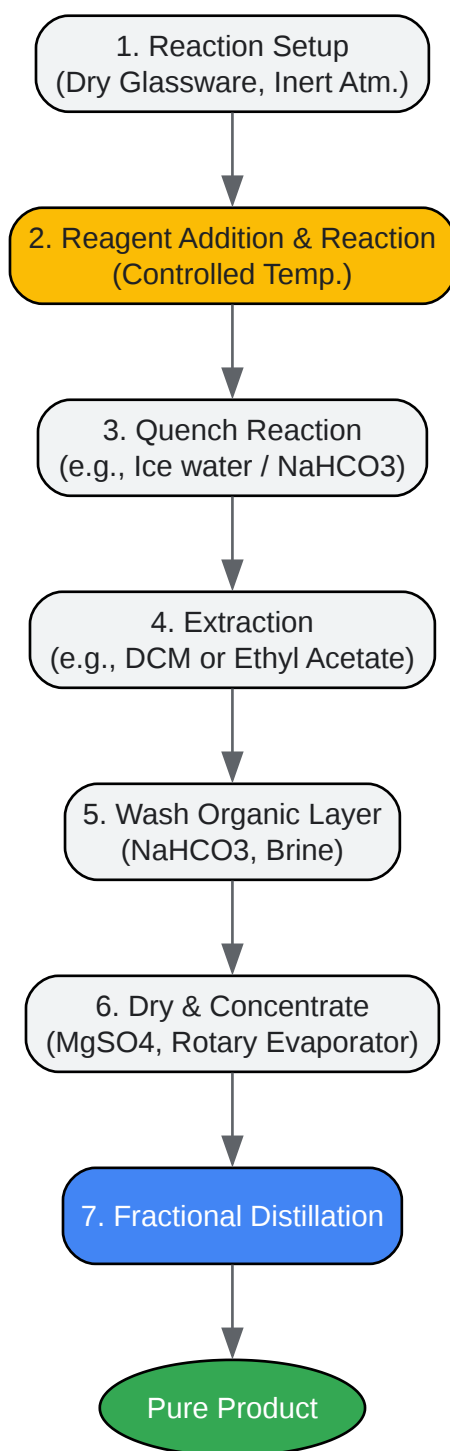 1. Reaction Setup
(Dry Glassware, Inert Atm.)
2. Reagent Addition & Reaction
(Controlled Temp.)
3. Quench Reaction
(e.g., Ice water / NaHCO3)
4. Extraction
(e.g., DCM or Ethyl Acetate)
5. Wash Organic Layer
(NaHCO3, Brine)
6. Dry & Concentrate
(MgSO4, Rotary Evaporator)
7. Fractional Distillation
Pure Product